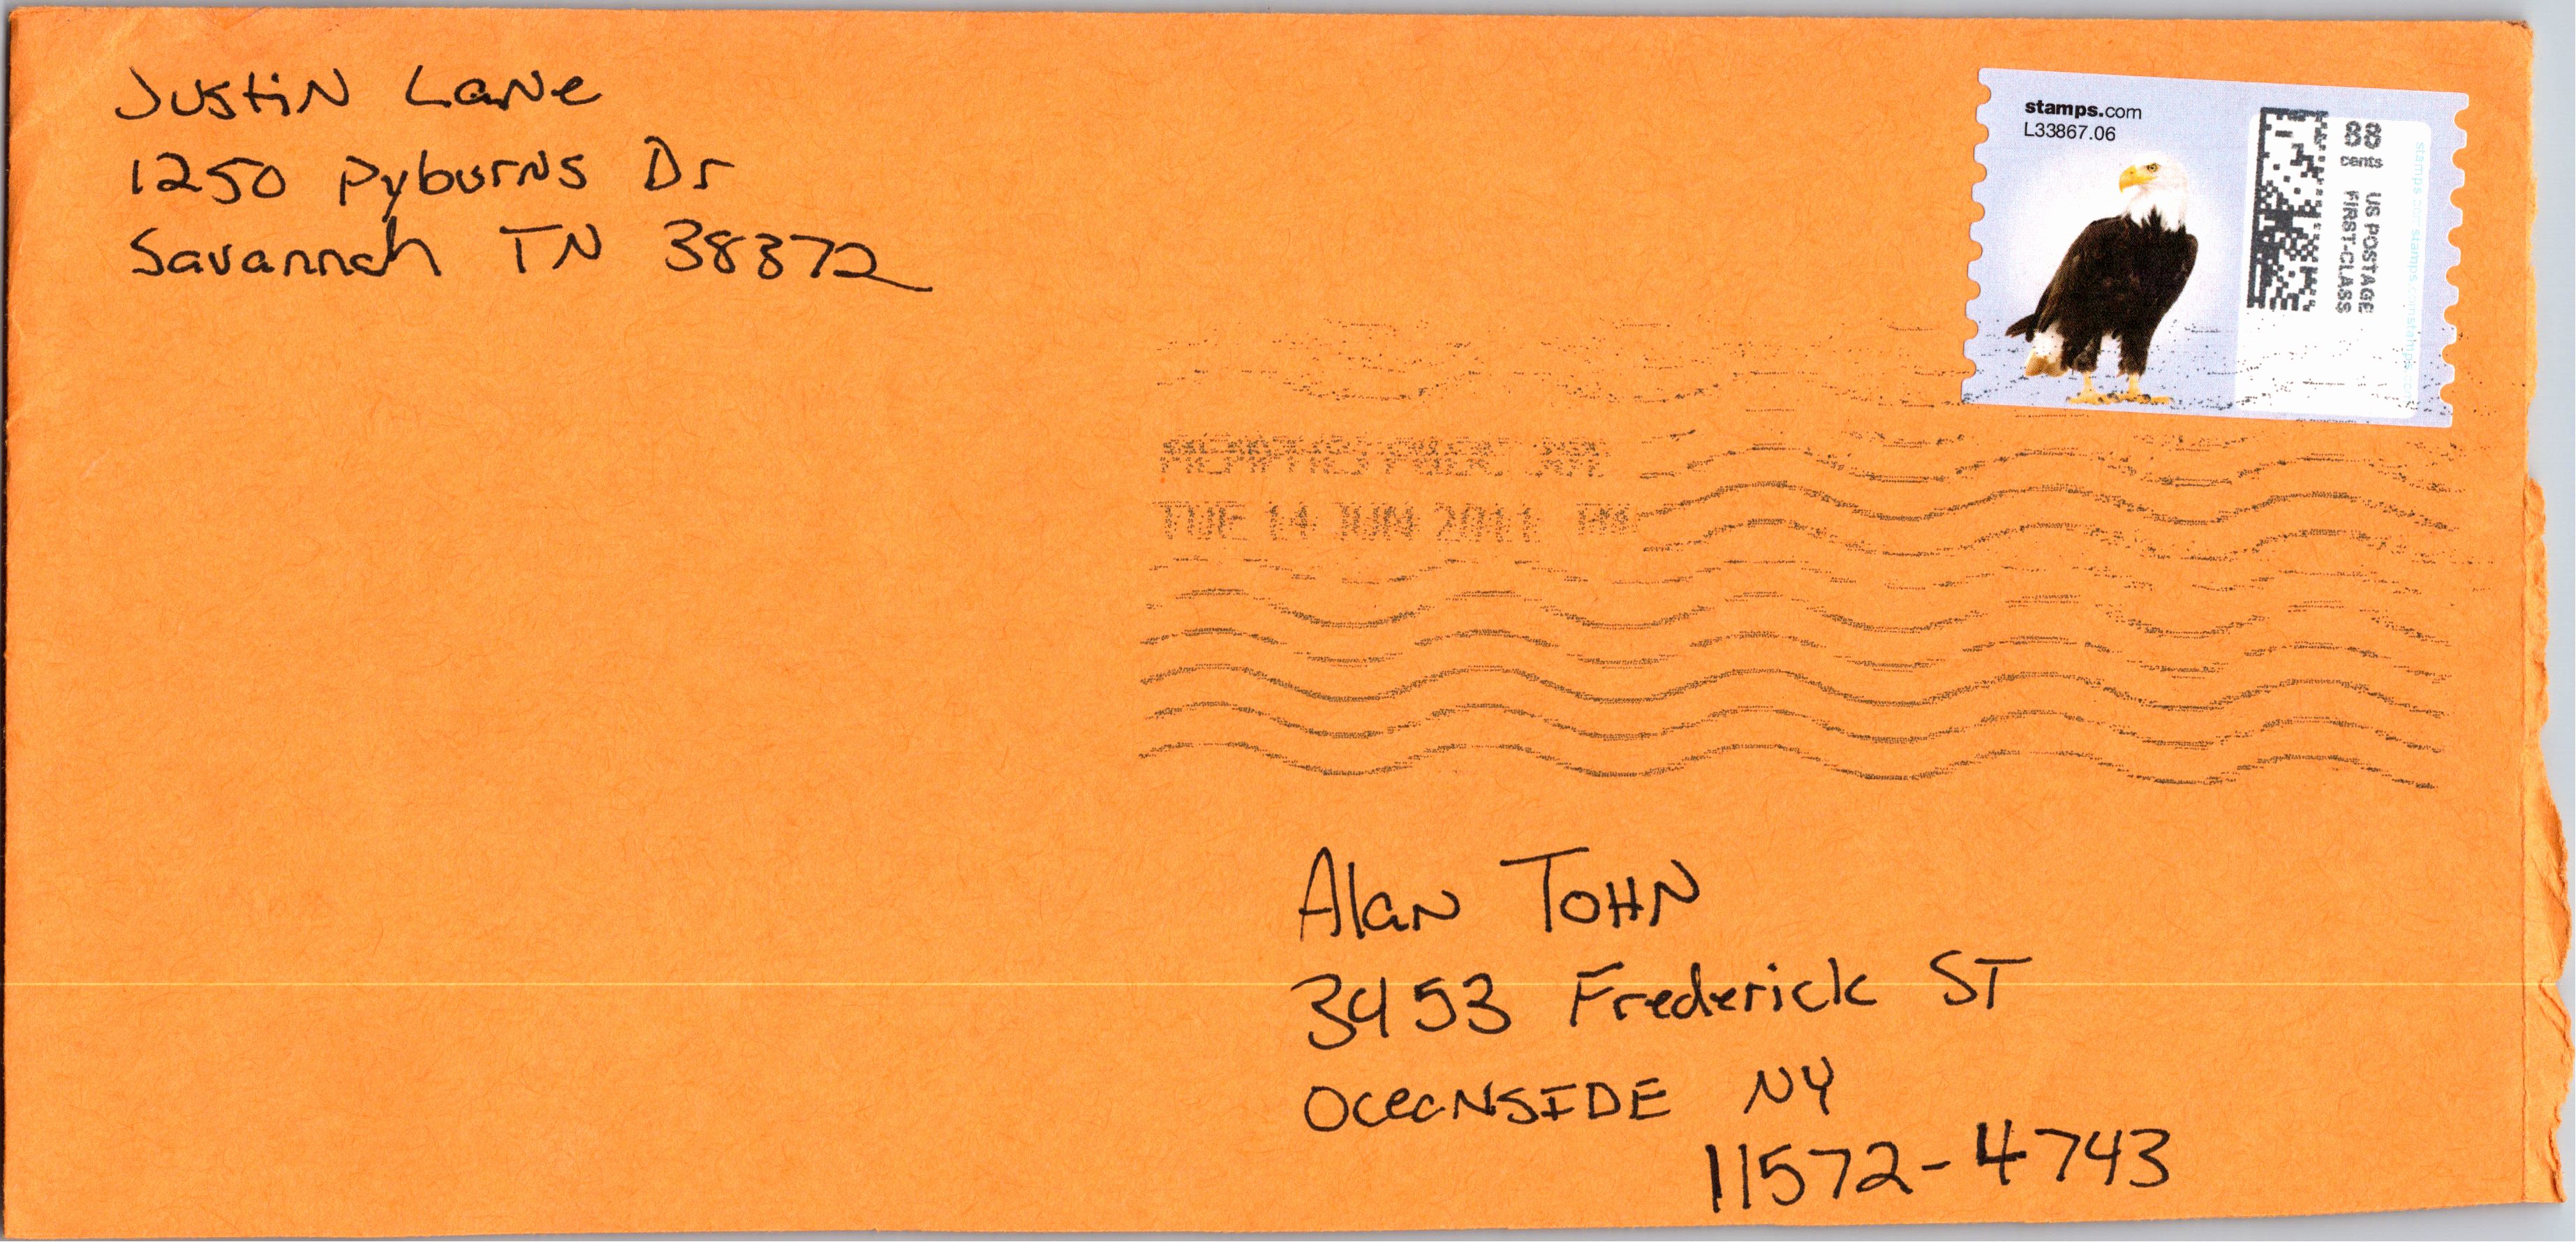 Justin Lane
1250 Pyburns Dr
Savannah TN 38372
stamps.com
L33867.06
88
cents
US POSTAGE
FIRST-CLASS
TUE 14 JUN 2011 PM
Alan TOHN
3453 Frederick ST
OCEANSIDE NY
11572-4743